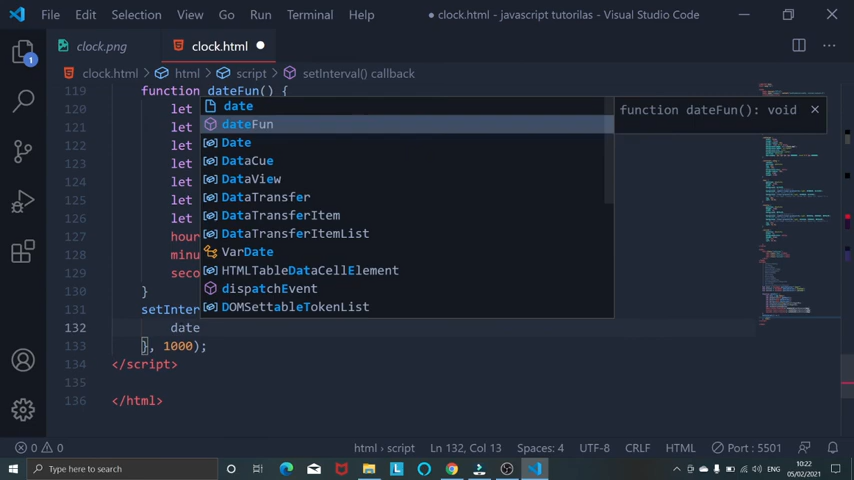 File Edit Selection View Go Run Terminal Help
● clock.html - javascript tutorilas - Visual Studio Code
clock.png
clock.html ●
clock.html > html > script > setInterval() callback
119 function dateFun() {
120 let
121 let
122 let
123 let
124 let
125 let
126 let
127 hour
128 minu
129 seco
130 }
131 setInter
132 date
133 }, 1000);
134 </script>
135
136 </html>
date
dateFun
Date
DataCue
DataView
DataTransfer
DataTransferItem
DataTransferItemList
VarDate
HTMLTableDataCellElement
dispatchEvent
DOMSettableTokenList
function dateFun(): void
1
0 0 html › script Ln 132, Col 13 Spaces: 4 UTF-8 CRLF HTML Port : 5501
Type here to search
ENG
10:22
05/02/2021